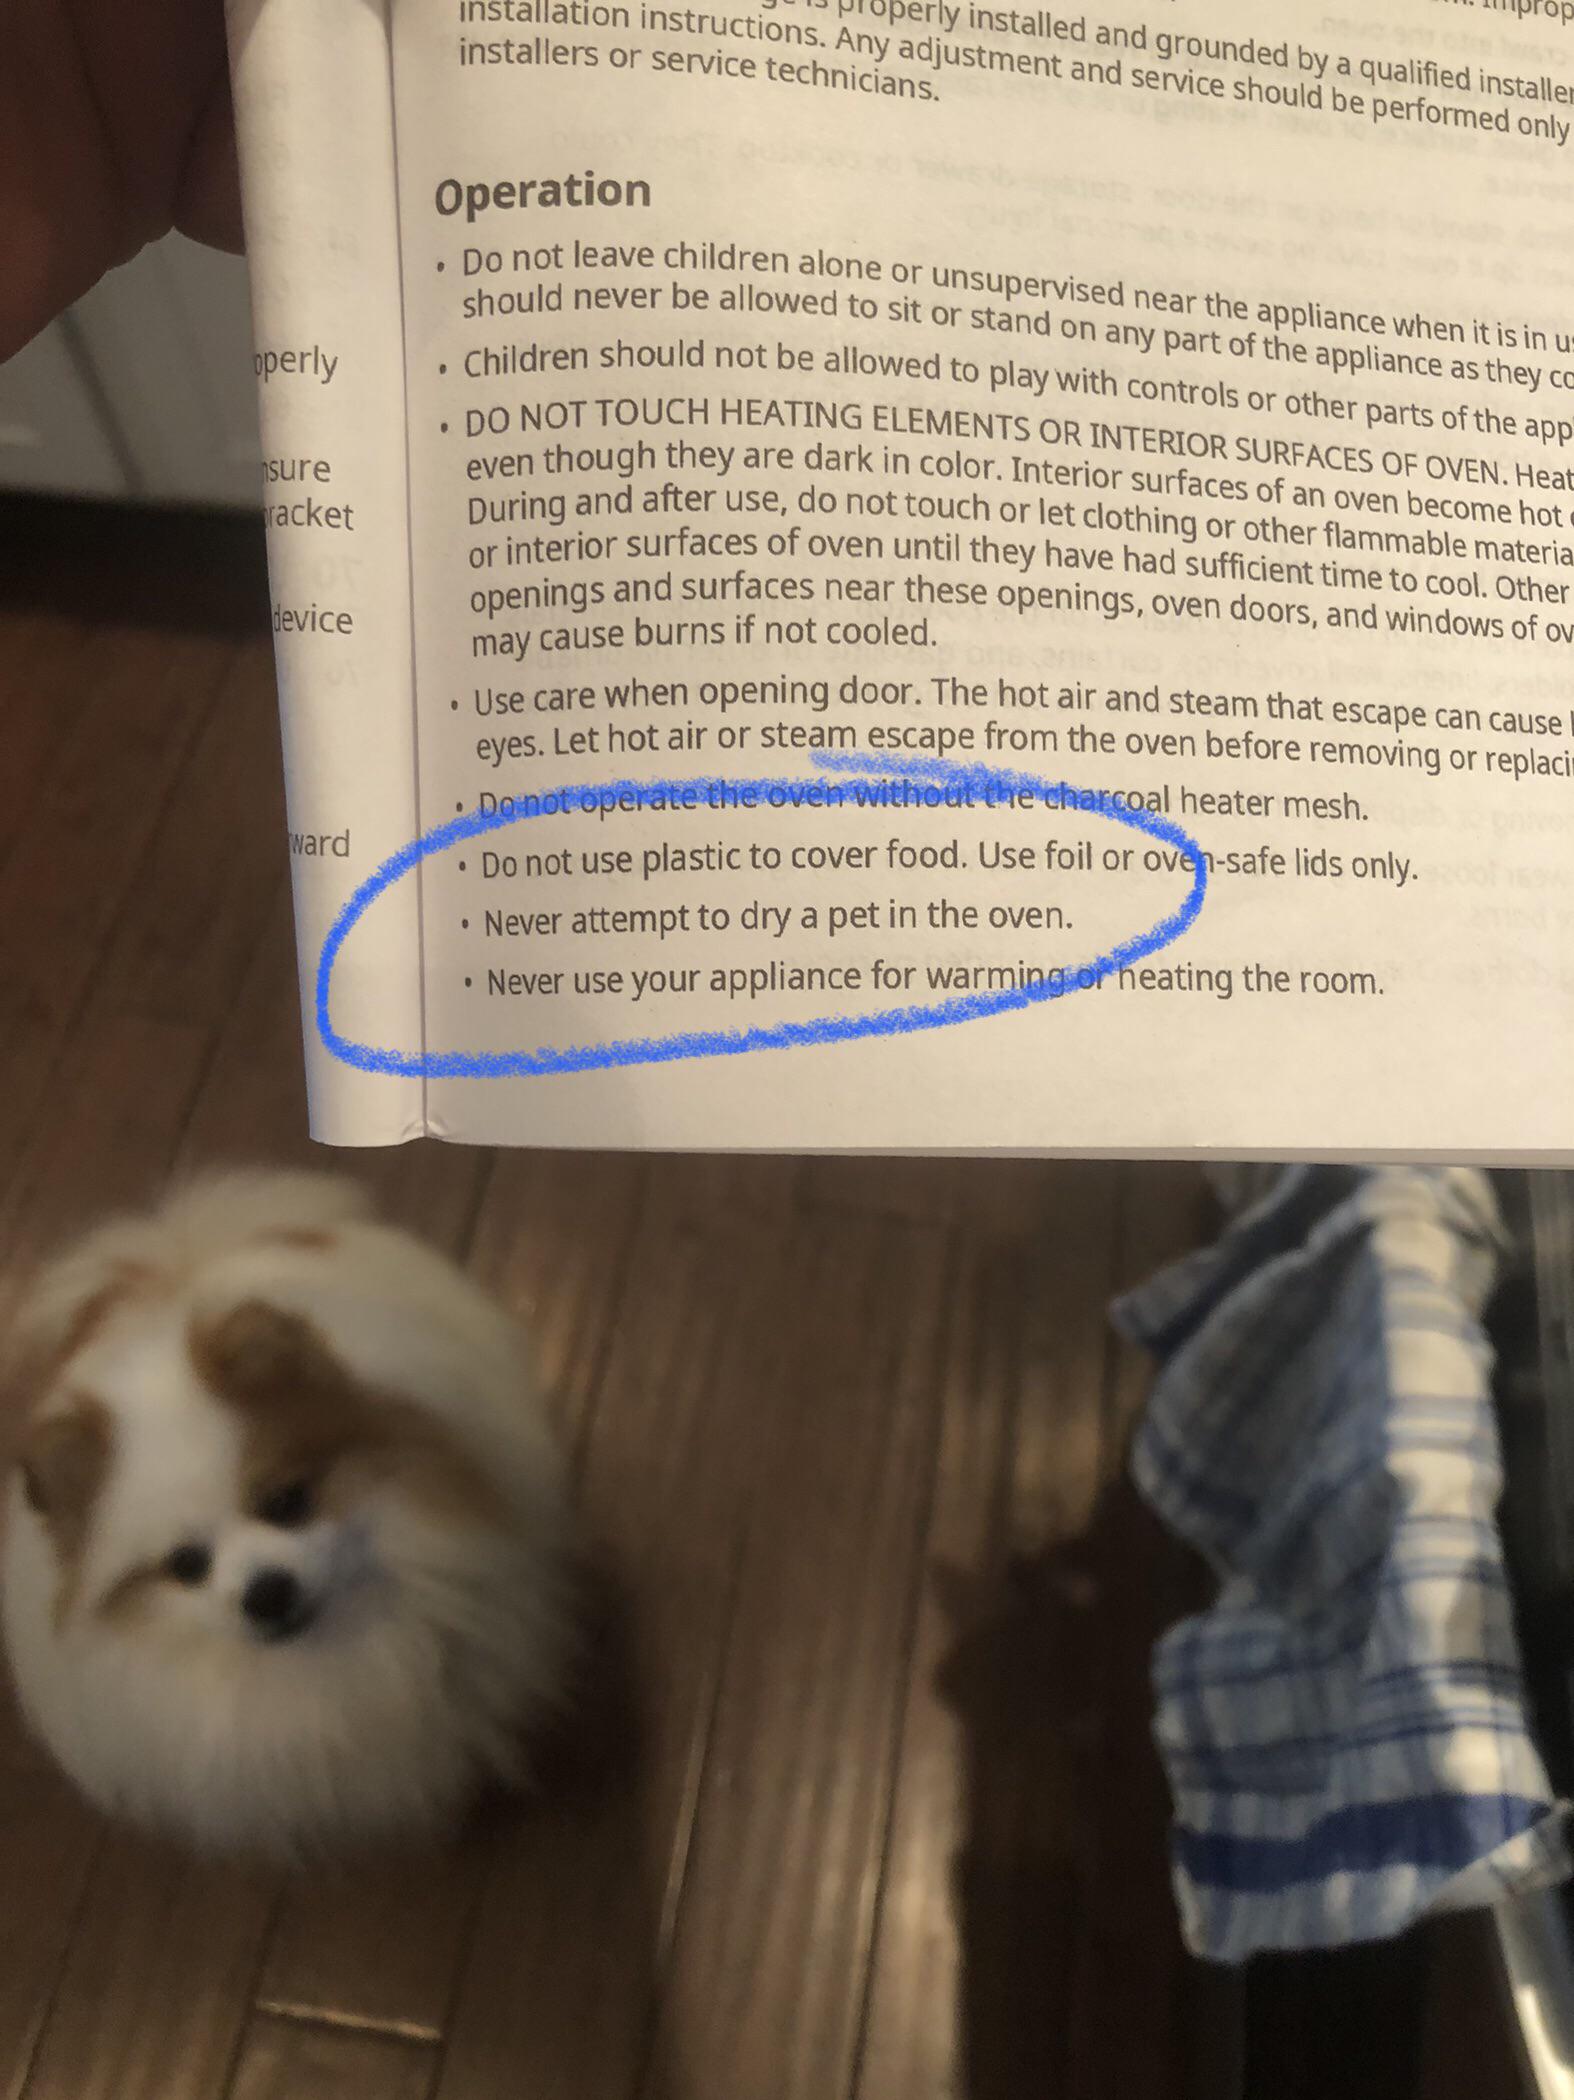 is properly installed and grounded by a qualified installer
installation instructions. Any adjustment and service should be performed only
installers or service technicians.
Operation
• Do not leave children alone or unsupervised near the appliance when it is in
should never be allowed to sit or stand on any part of the appliance as they
• Children should not be allowed to play with controls or other parts of the
• DO NOT TOUCH HEATING ELEMENTS OR INTERIOR SURFACES OF OVEN. Heat
even though they are dark in color. Interior surfaces of an oven become hot
During and after use, do not touch or let clothing or other flammable
or interior surfaces of oven until they have had sufficient time to cool. Other
openings and surfaces near these openings, oven doors, and windows of
may cause burns if not cooled.
• Use care when opening door. The hot air and steam that escape can cause
eyes. Let hot air or steam escape from the oven before removing or
• Do not operate the oven without the charcoal heater mesh.
• Do not use plastic to cover food. Use foil or oven-safe lids only.
• Never attempt to dry a pet in the oven.
• Never use your appliance for warming or heating the room.
operly
nsure
racket
device
ward